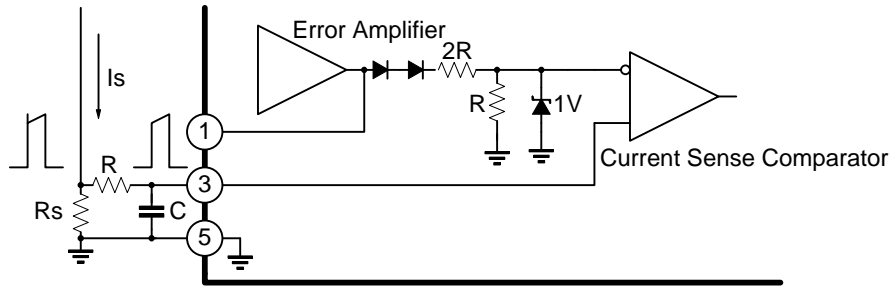 Error Amplifier
2R
Is
R
1V
1
Current Sense Comparator
R
3
Rs
C
5